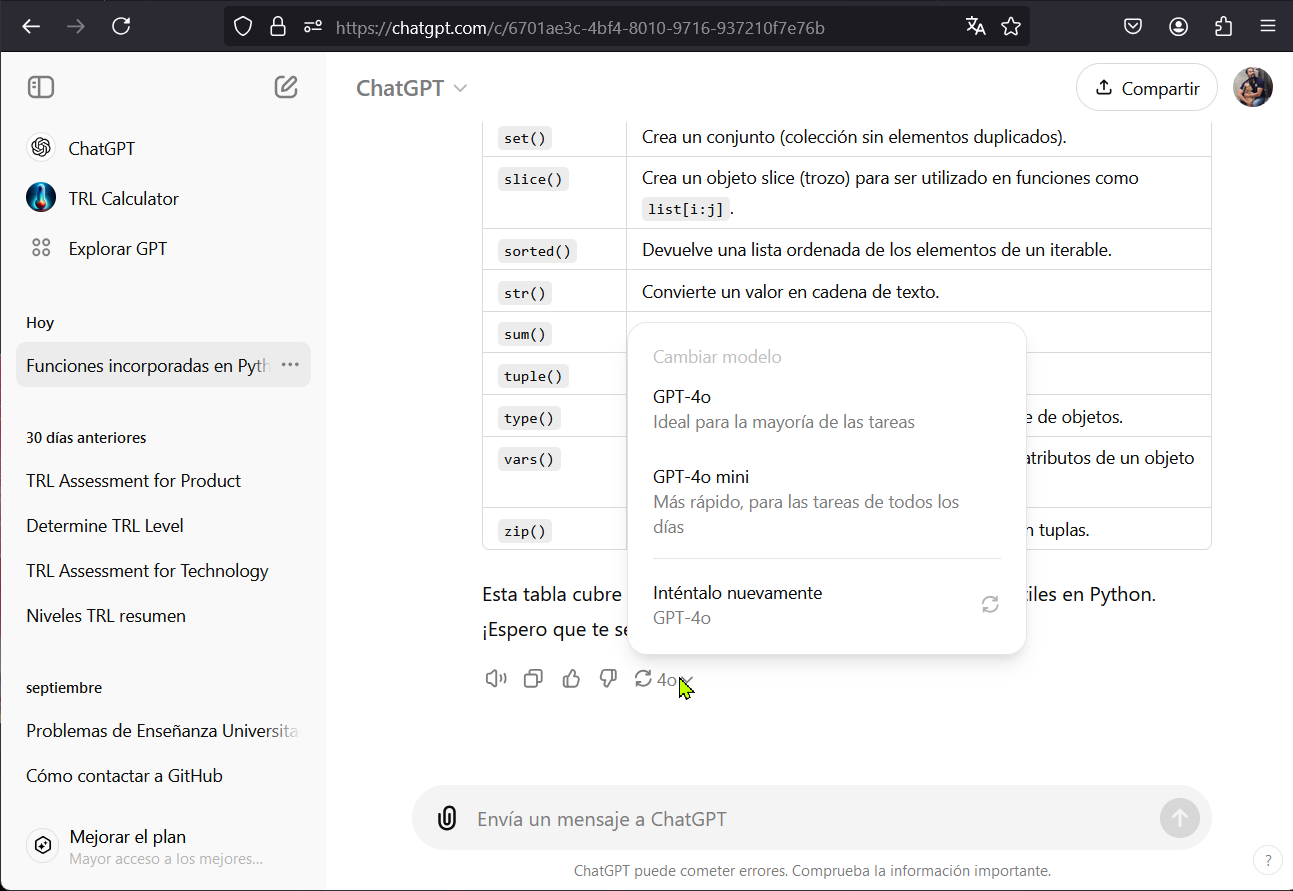 https://chatgpt.com/c/6701ae3c-4bf4-8010-9716-937210f7e76b
ChatGPT
TRL Calculator
Explorar GPT
Hoy
Funciones incorporadas en Pyth
30 días anteriores
TRL Assessment for Product
Determine TRL Level
TRL Assessment for Technology
Niveles TRL resumen
septiembre
Problemas de Enseñanza Universita
Cómo contactar a GitHub
Mejorar el plan
Mayor acceso a los mejores...
ChatGPT
Compartir
set() Crea un conjunto (colección sin elementos duplicados).
slice() Crea un objeto slice (trozo) para ser utilizado en funciones como
list[i:j].
sorted() Devuelve una lista ordenada de los elementos de un iterable.
str() Convierte un valor en cadena de texto.
sum()
tuple()
type() e de objetos.
vars() atributos de un objeto
zip() n tuplas.
Cambiar modelo
GPT-4o
Ideal para la mayoría de las tareas
GPT-4o mini
Más rápido, para las tareas de todos los
días
Inténtalo nuevamente
GPT-4o
Esta tabla cubre tiles en Python.
¡Espero que te se
4o
Envía un mensaje a ChatGPT
ChatGPT puede cometer errores. Comprueba la información importante.
?